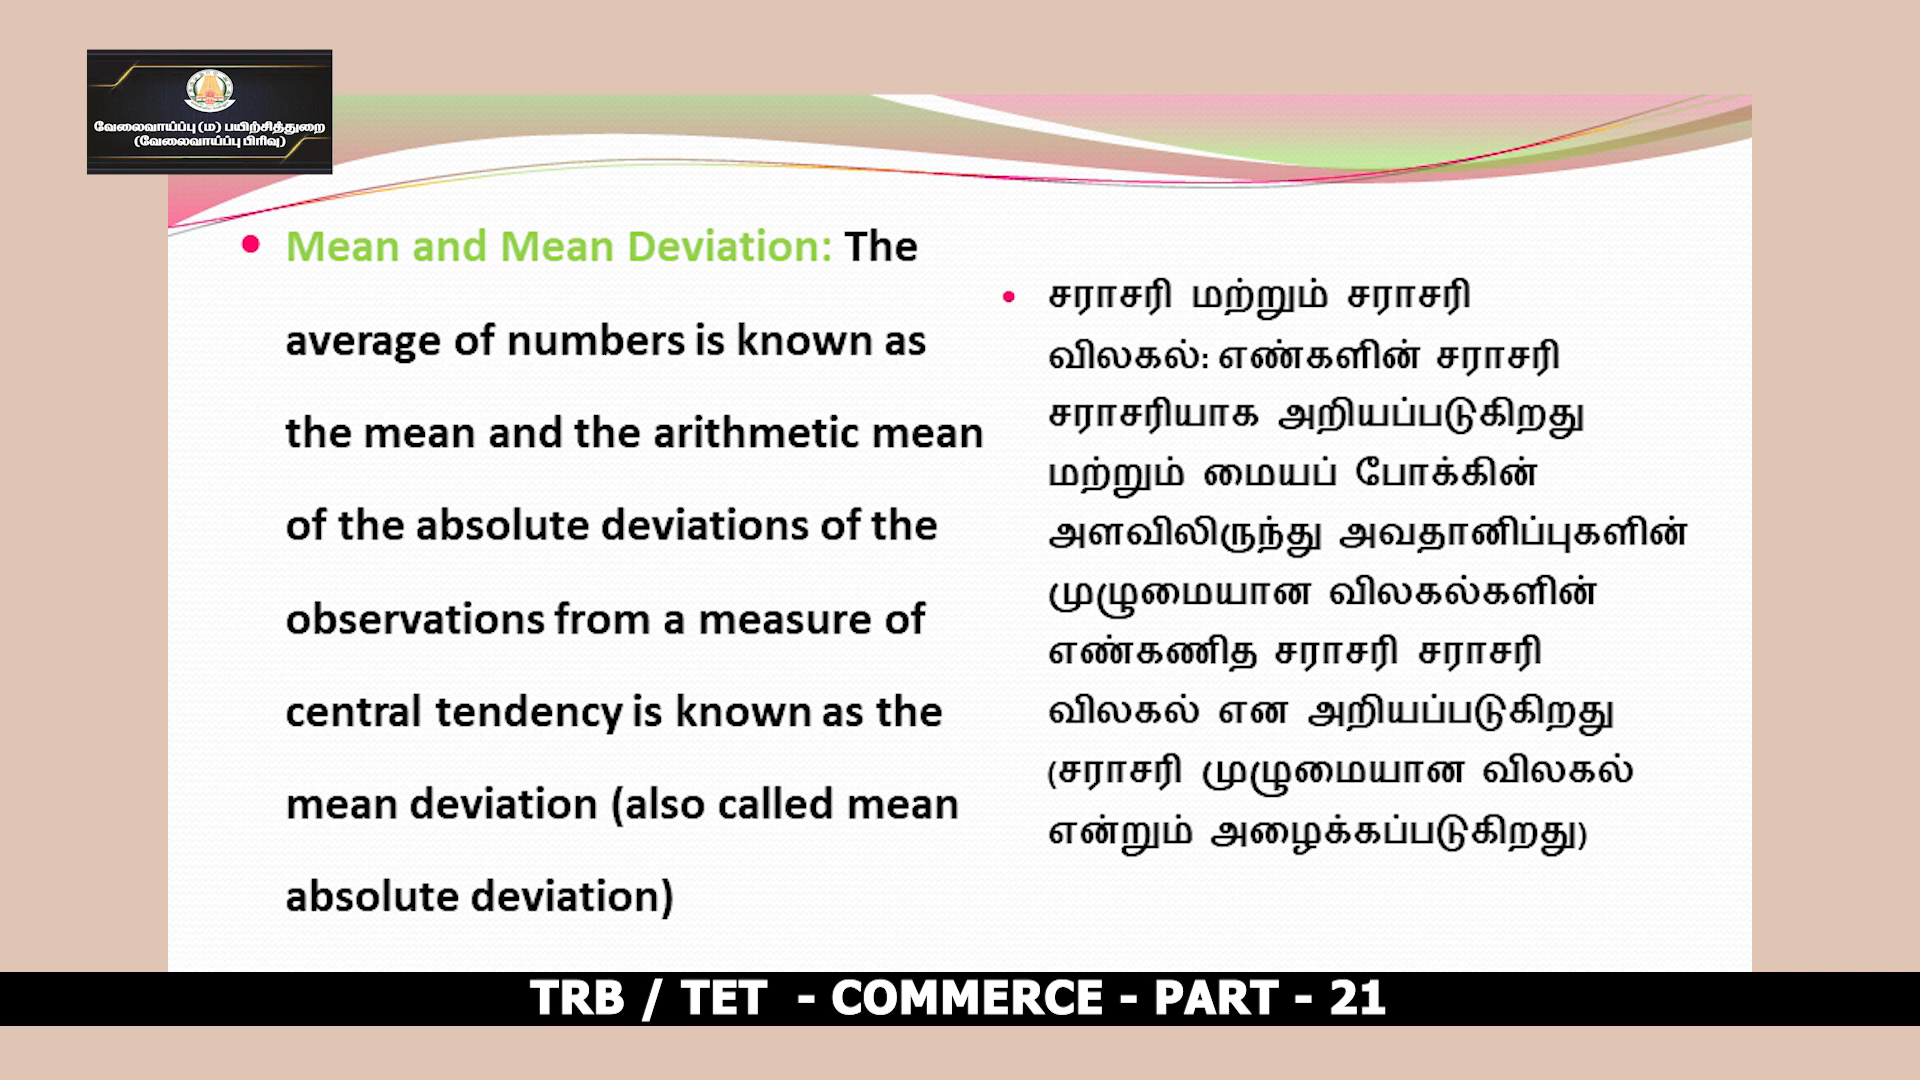 வேலைவாய்ப்பு (ம) பயிற்சித்துறை
(வேலைவாய்ப்பு பிரிவு)
• Mean and Mean Deviation: The
average of numbers is known as
the mean and the arithmetic mean
of the absolute deviations of the
observations from a measure of
central tendency is known as the
mean deviation (also called mean
absolute deviation)
• சராசரி மற்றும் சராசரி
விலகல்: எண்களின் சராசரி
சராசரியாக அறியப்படுகிறது
மற்றும் மையப் போக்கின்
அளவிலிருந்து அவதானிப்புகளின்
முழுமையான விலகல்களின்
எண்கணித சராசரி சராசரி
விலகல் என அறியப்படுகிறது
(சராசரி முழுமையான விலகல்
என்றும் அழைக்கப்படுகிறது)
TRB / TET - COMMERCE - PART - 21